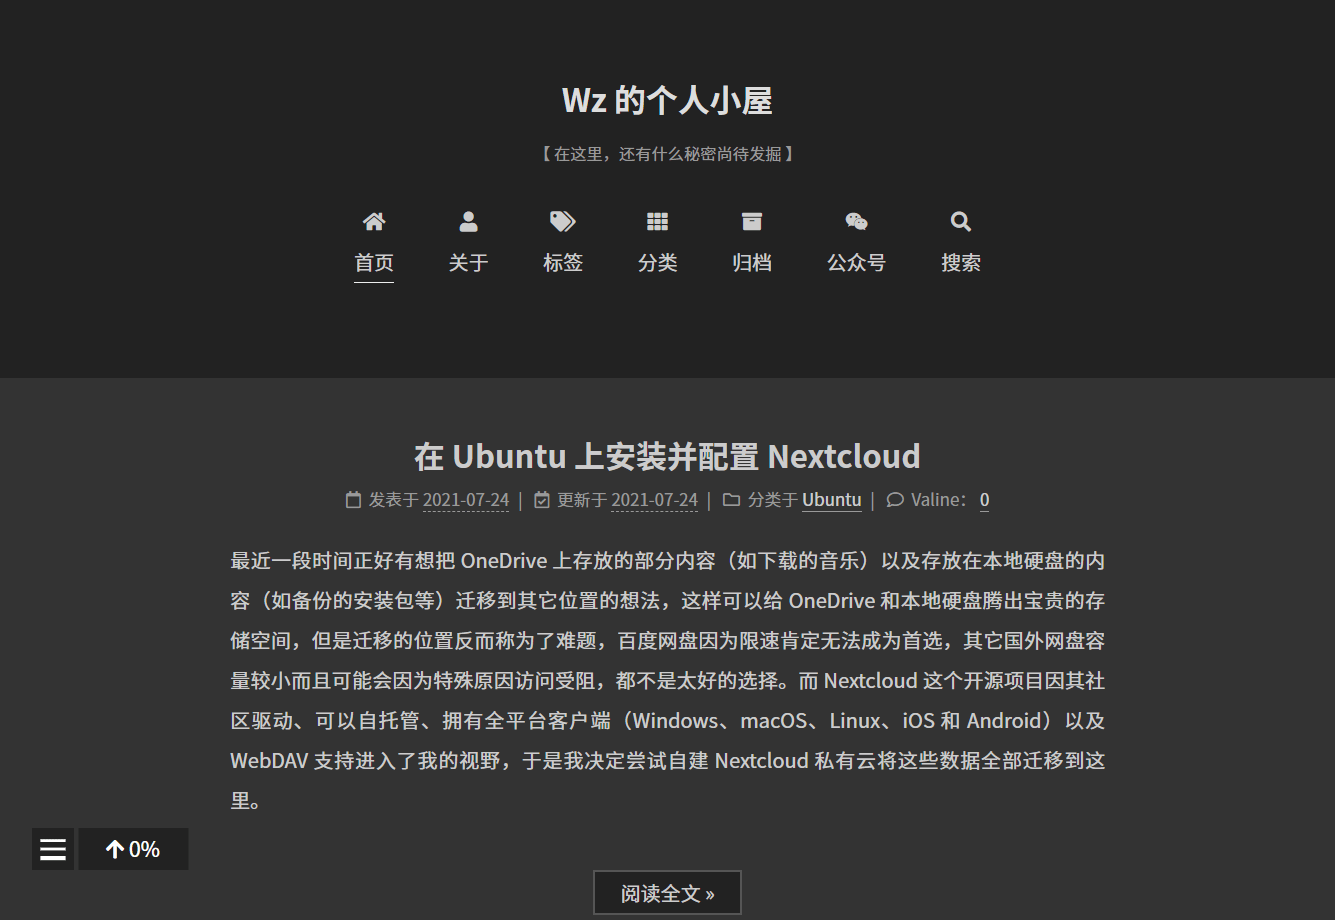 Wz 的个人小屋
【 在这里，还有什么秘密尚待发掘 】
首页 关于 标签 分类 归档 公众号 搜索
在 Ubuntu 上安装并配置 Nextcloud
发表于 2021-07-24 | 更新于 2021-07-24 | 分类于 Ubuntu | Valine： 0
最近一段时间正好有想把 OneDrive 上存放的部分内容（如下载的音乐）以及存放在本地硬盘的内
容（如备份的安装包等）迁移到其它位置的想法，这样可以给 OneDrive 和本地硬盘腾出宝贵的存
储空间，但是迁移的位置反而称为了难题，百度网盘因为限速肯定无法成为首选，其它国外网盘容
量较小而且可能会因为特殊原因访问受阻，都不是太好的选择。而 Nextcloud 这个开源项目因其社
区驱动、可以自托管、拥有全平台客户端（Windows、macOS、Linux、iOS 和 Android）以及
WebDAV 支持进入了我的视野，于是我决定尝试自建 Nextcloud 私有云将这些数据全部迁移到这
里。
0%
阅读全文 »